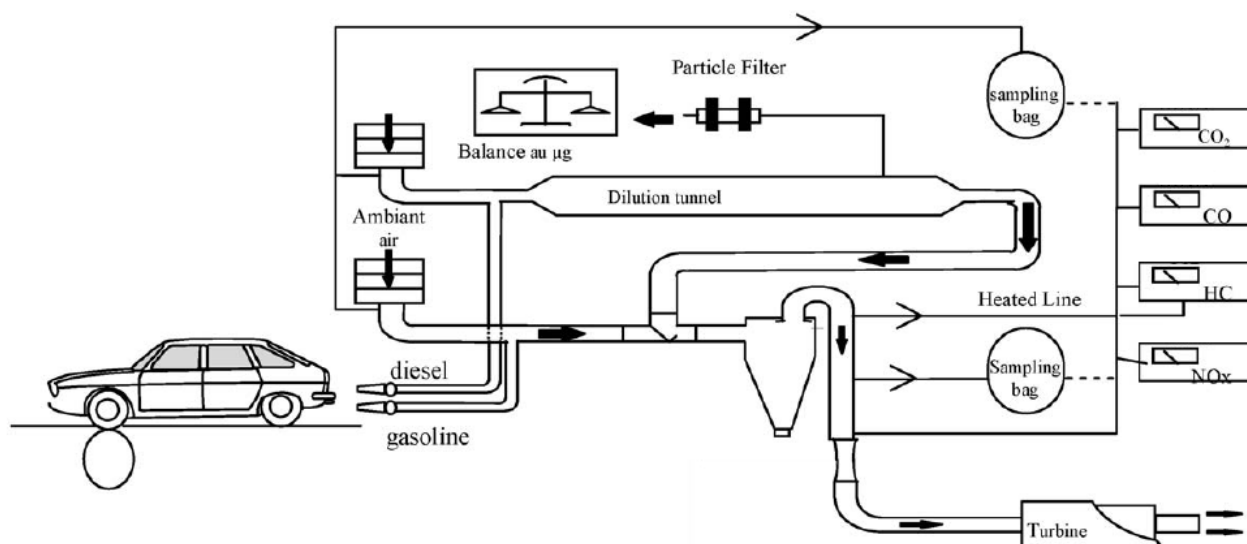 Particle Filter
sampling
bag
CO₂
Balance au µg
Dilution tunnel
CO
Ambiant
air
Heated Line
HC
diesel
Sampling
bag
NOx
gasoline
Turbine